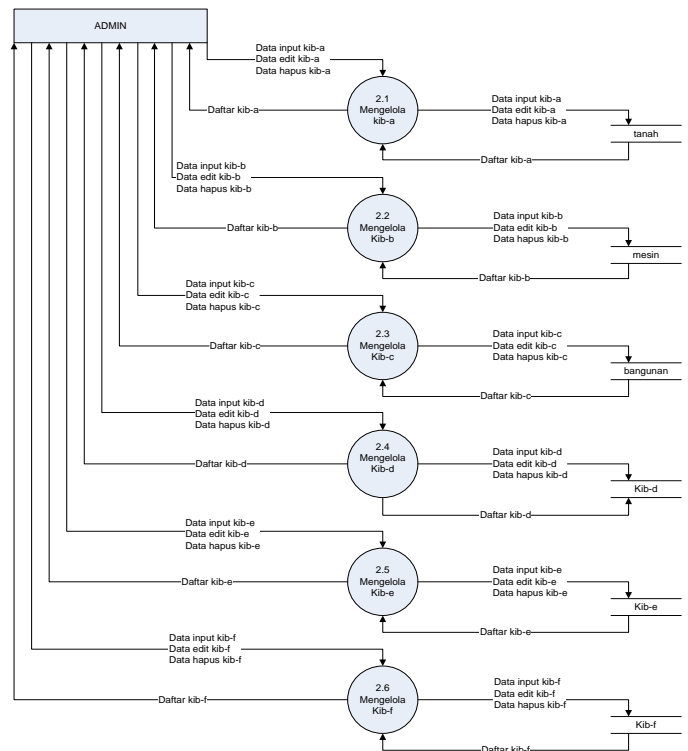 ADMIN
Data input kib-a
Data edit kib-a
Data hapus kib-a
2.1
Mengelola
kib-a
Daftar kib-a
Data input kib-a
Data edit kib-a
Data hapus kib-a
tanah
Daftar kib-a
Data input kib-b
Data edit kib-b
Data hapus kib-b
2.2
Mengelola
Kib-b
Daftar kib-b
Data input kib-b
Data edit kib-b
Data hapus kib-b
mesin
Daftar kib-b
Data input kib-c
Data edit kib-c
Data hapus kib-c
2.3
Mengelola
Kib-c
Daftar kib-c
Data input kib-c
Data edit kib-c
Data hapus kib-c
bangunan
Daftar kib-c
Data input kib-d
Data edit kib-d
Data hapus kib-d
2.4
Mengelola
Kib-d
Daftar kib-d
Data input kib-d
Data edit kib-d
Data hapus kib-d
Kib-d
Daftar kib-d
Data input kib-e
Data edit kib-e
Data hapus kib-e
2.5
Mengelola
Kib-e
Daftar kib-e
Data input kib-e
Data edit kib-e
Data hapus kib-e
Kib-e
Daftar kib-e
Data input kib-f
Data edit kib-f
Data hapus kib-f
2.6
Mengelola
Kib-f
Daftar kib-f
Data input kib-f
Data edit kib-f
Data hapus kib-f
Kib-f
Daftar kib-f